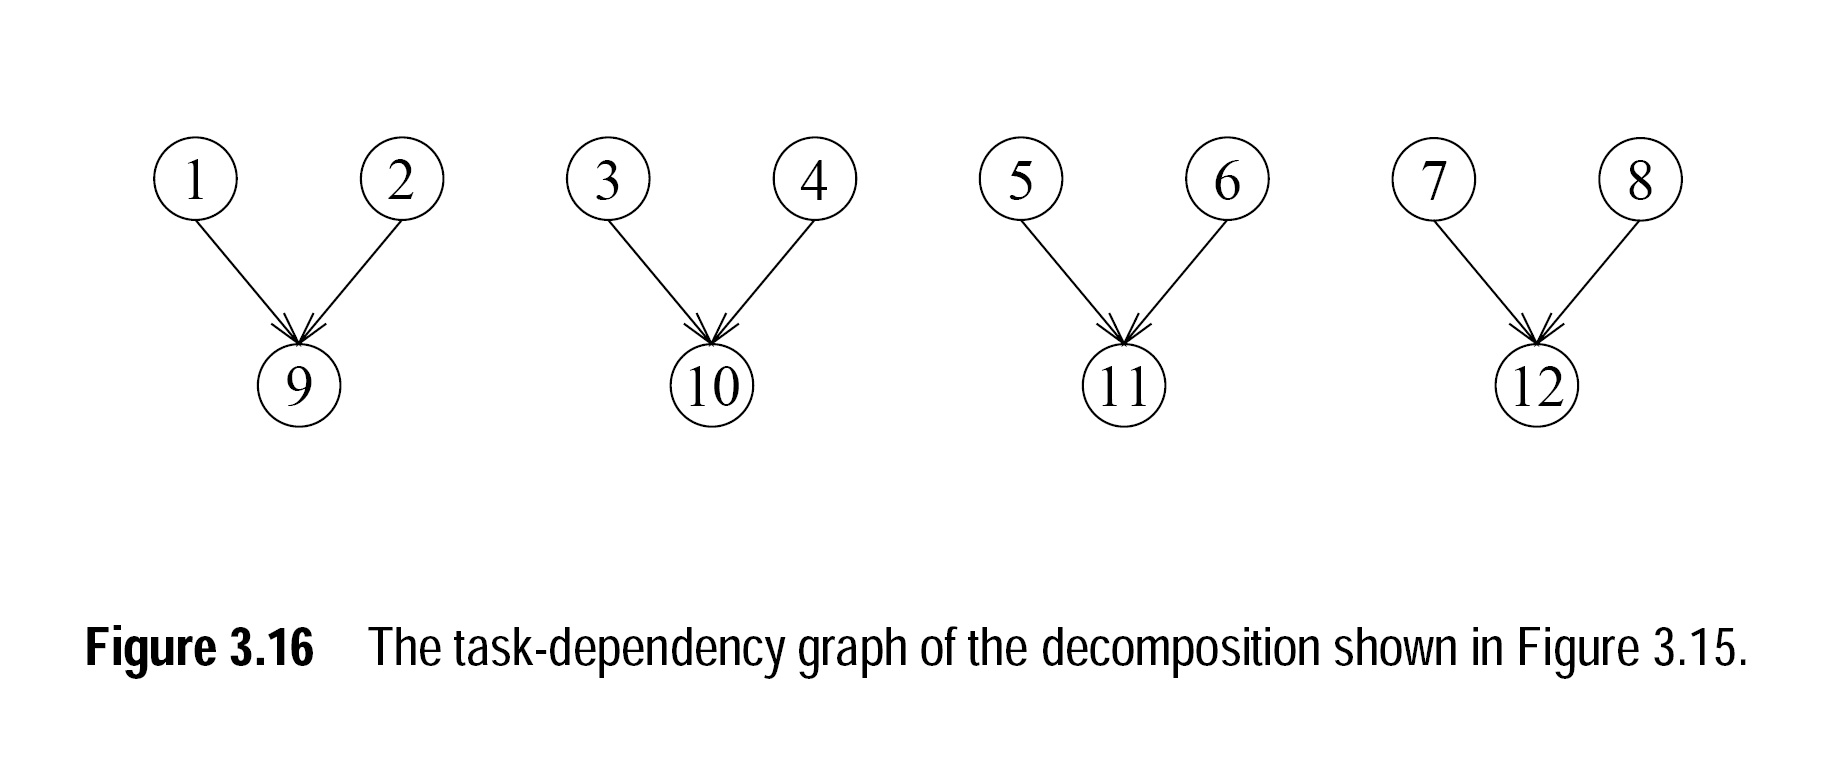 1 2 3 4 5 6 7 8
9 10 11 12
Figure 3.16 The task-dependency graph of the decomposition shown in Figure 3.15.